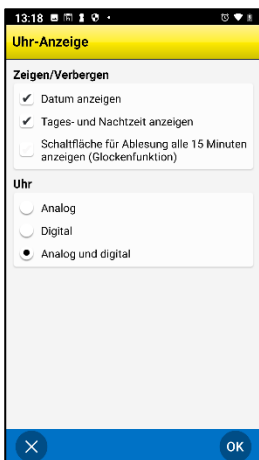 13:18
Uhr-Anzeige
Zeigen/Verbergen
Datum anzeigen
Tages- und Nachtzeit anzeigen
Schaltfläche für Ablesung alle 15 Minuten
anzeigen (Glockenfunktion)
Uhr
Analog
Digital
Analog und digital
OK